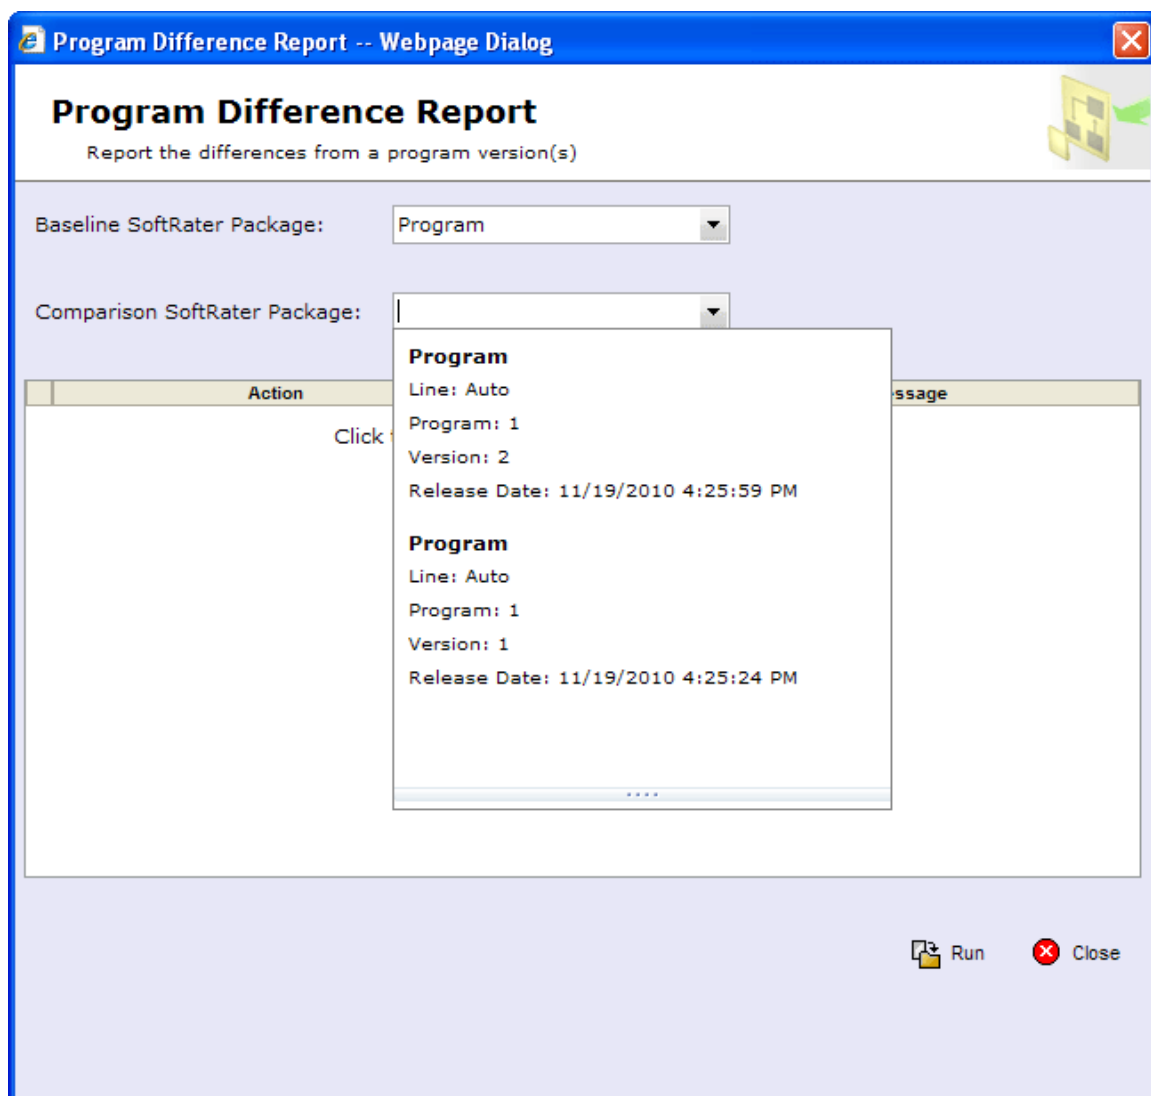 Program Difference Report -- Webpage Dialog
Program Difference Report
Report the differences from a program version(s)
Baseline SoftRater Package: Program
Comparison SoftRater Package:
Program
Line: Auto
Program: 1
Version: 2
Release Date: 11/19/2010 4:25:59 PM
Program
Line: Auto
Program: 1
Version: 1
Release Date: 11/19/2010 4:25:24 PM
Action ssage
Click
Run Close